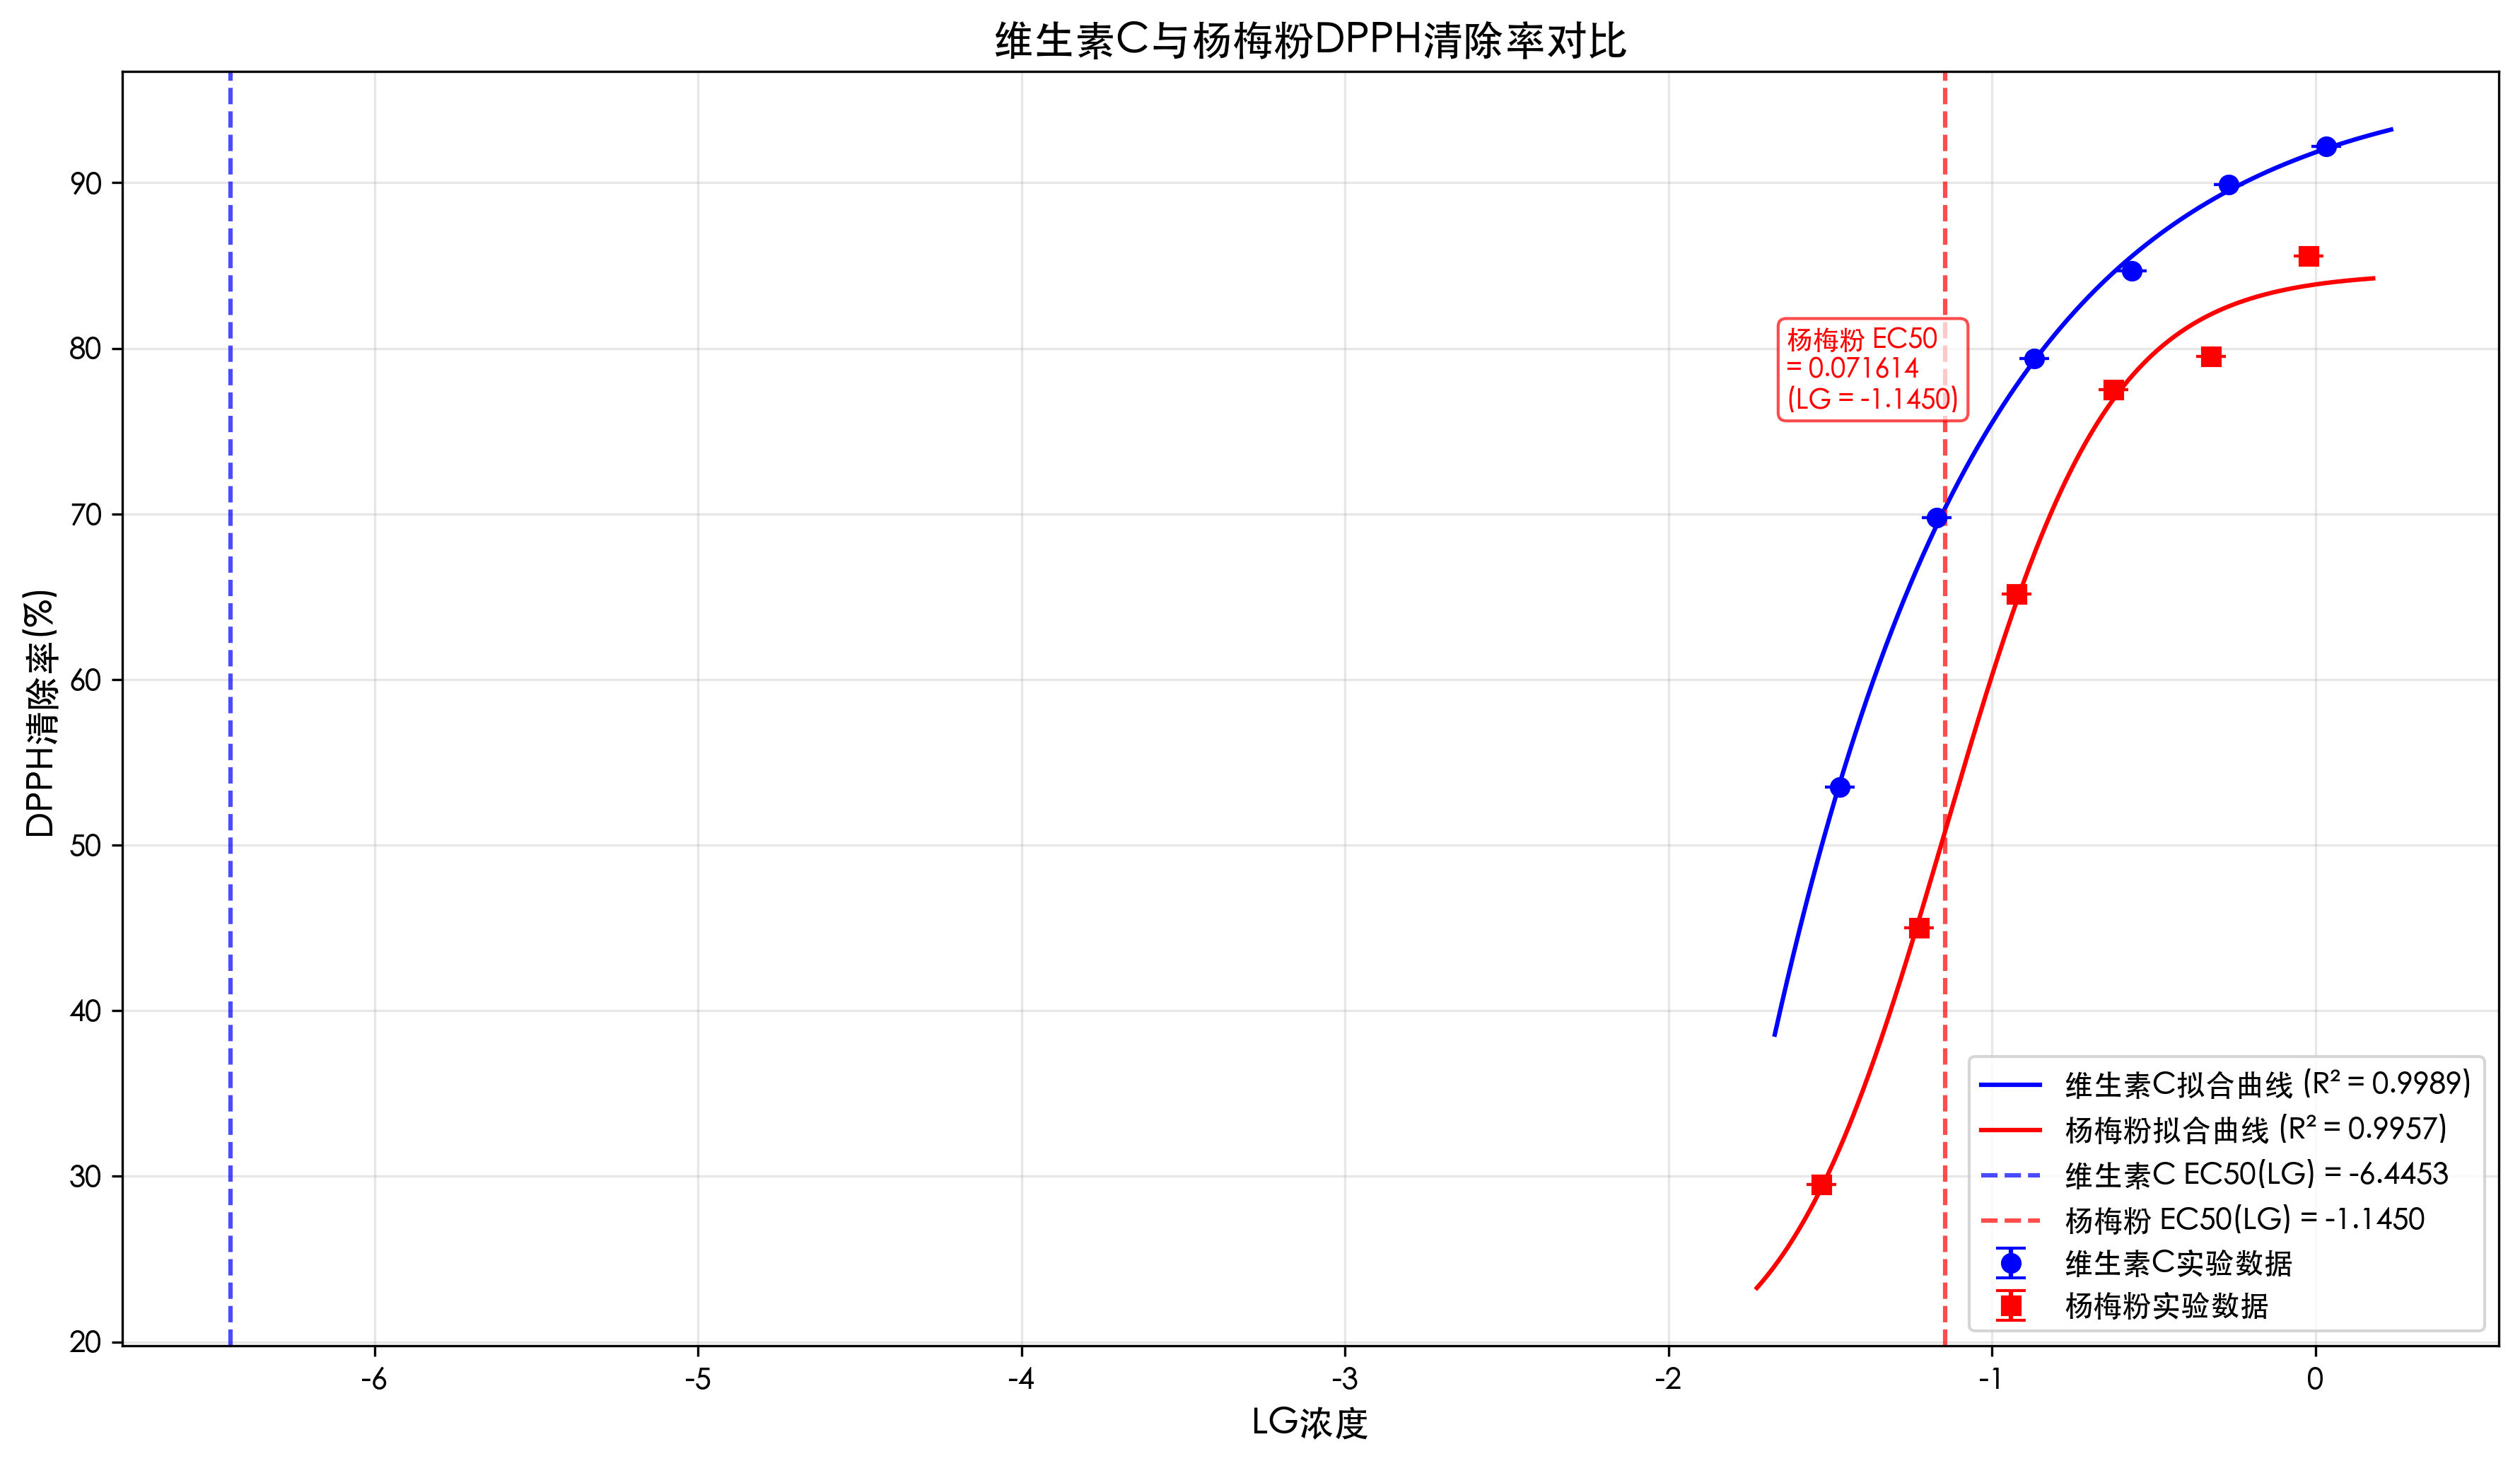 维生素C与杨梅粉DPPH清除率对比
DPPH清除率(%)
90
80
70
60
50
40
30
20
杨梅粉 EC50
= 0.071614
(LG = -1.1450)
维生素C拟合曲线 (R² = 0.9989)
杨梅粉拟合曲线 (R² = 0.9957)
维生素C EC50(LG) = -6.4453
杨梅粉 EC50(LG) = -1.1450
维生素C实验数据
杨梅粉实验数据
-6 -5 -4 -3 -2 -1 0
LG浓度